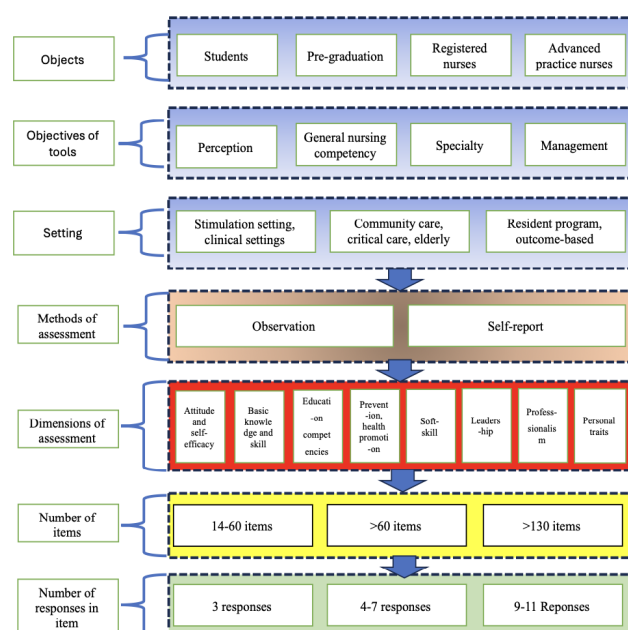 Objects
Students
Pre-graduation
Registered
nurses
Advanced
practice nurses
Objectives of
tools
Perception
General nursing
competency
Specialty
Management
Setting
Stimulation setting,
clinical settings
Community care,
critical care, elderly
Resident program,
outcome-based
Methods of
assessment
Observation
Self-report
Dimensions of
assessment
Attitude
and
self-
efficacy
Basic
knowle
dge and
skill
Educati
-on
compet
encies
Prevent
-ion,
health
promoti
-on
Soft-
skill
Leaders
-hip
Profess-
sionalis
m
Personal
traits
Number of
items
14-60 items
>60 items
>130 items
Number of
responses in
item
3 responses
4-7 responses
9-11 Reponses